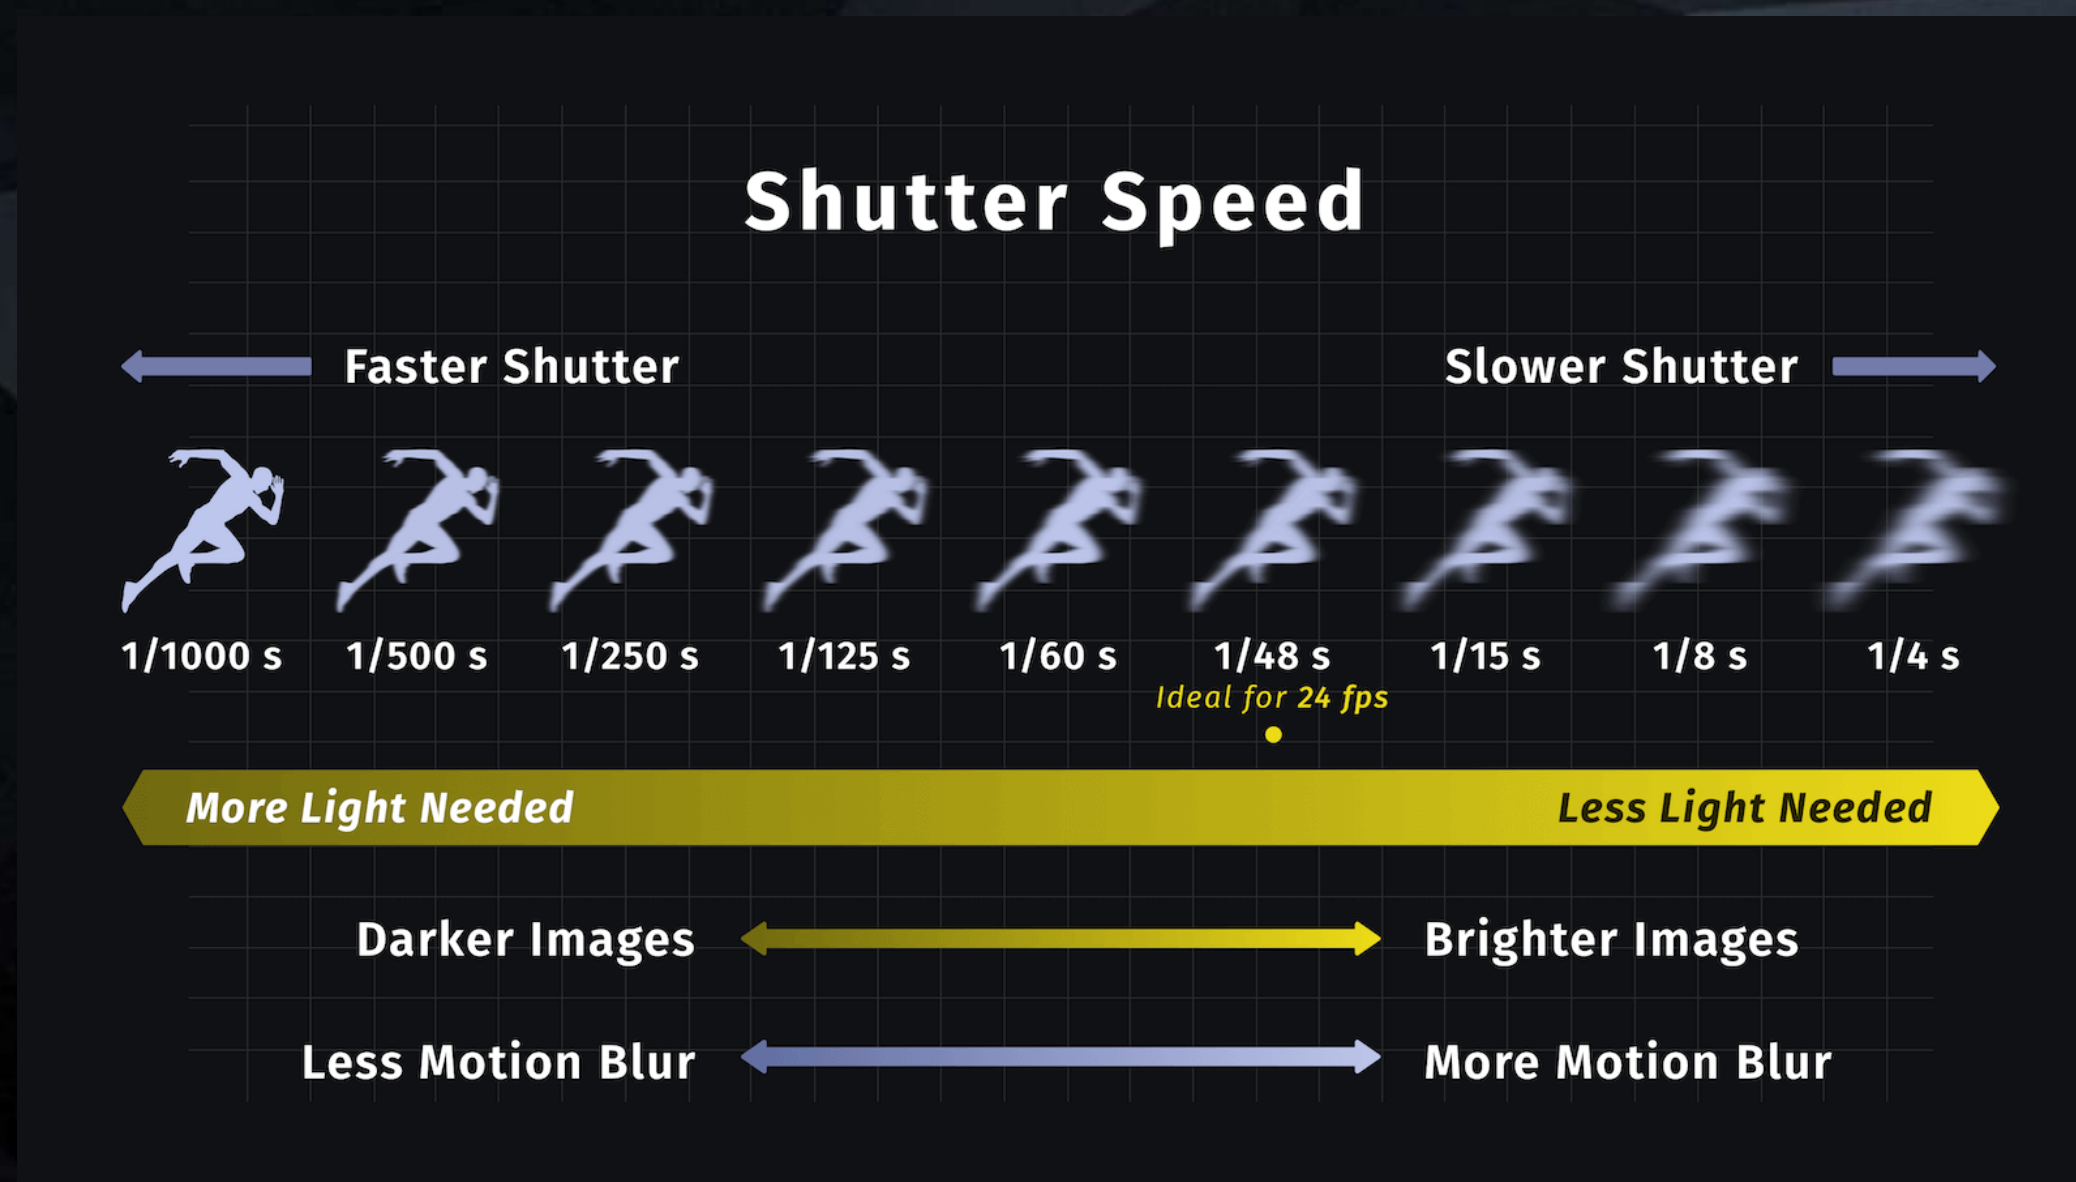 Shutter Speed
Faster Shutter
Slower Shutter
1/1000 s
1/500 s
1/250 s
1/125 s
1/60 s
1/48 s
1/15 s
1/8 s
1/4 s
Ideal for 24 fps
More Light Needed
Less Light Needed
Darker Images
Brighter Images
Less Motion Blur
More Motion Blur